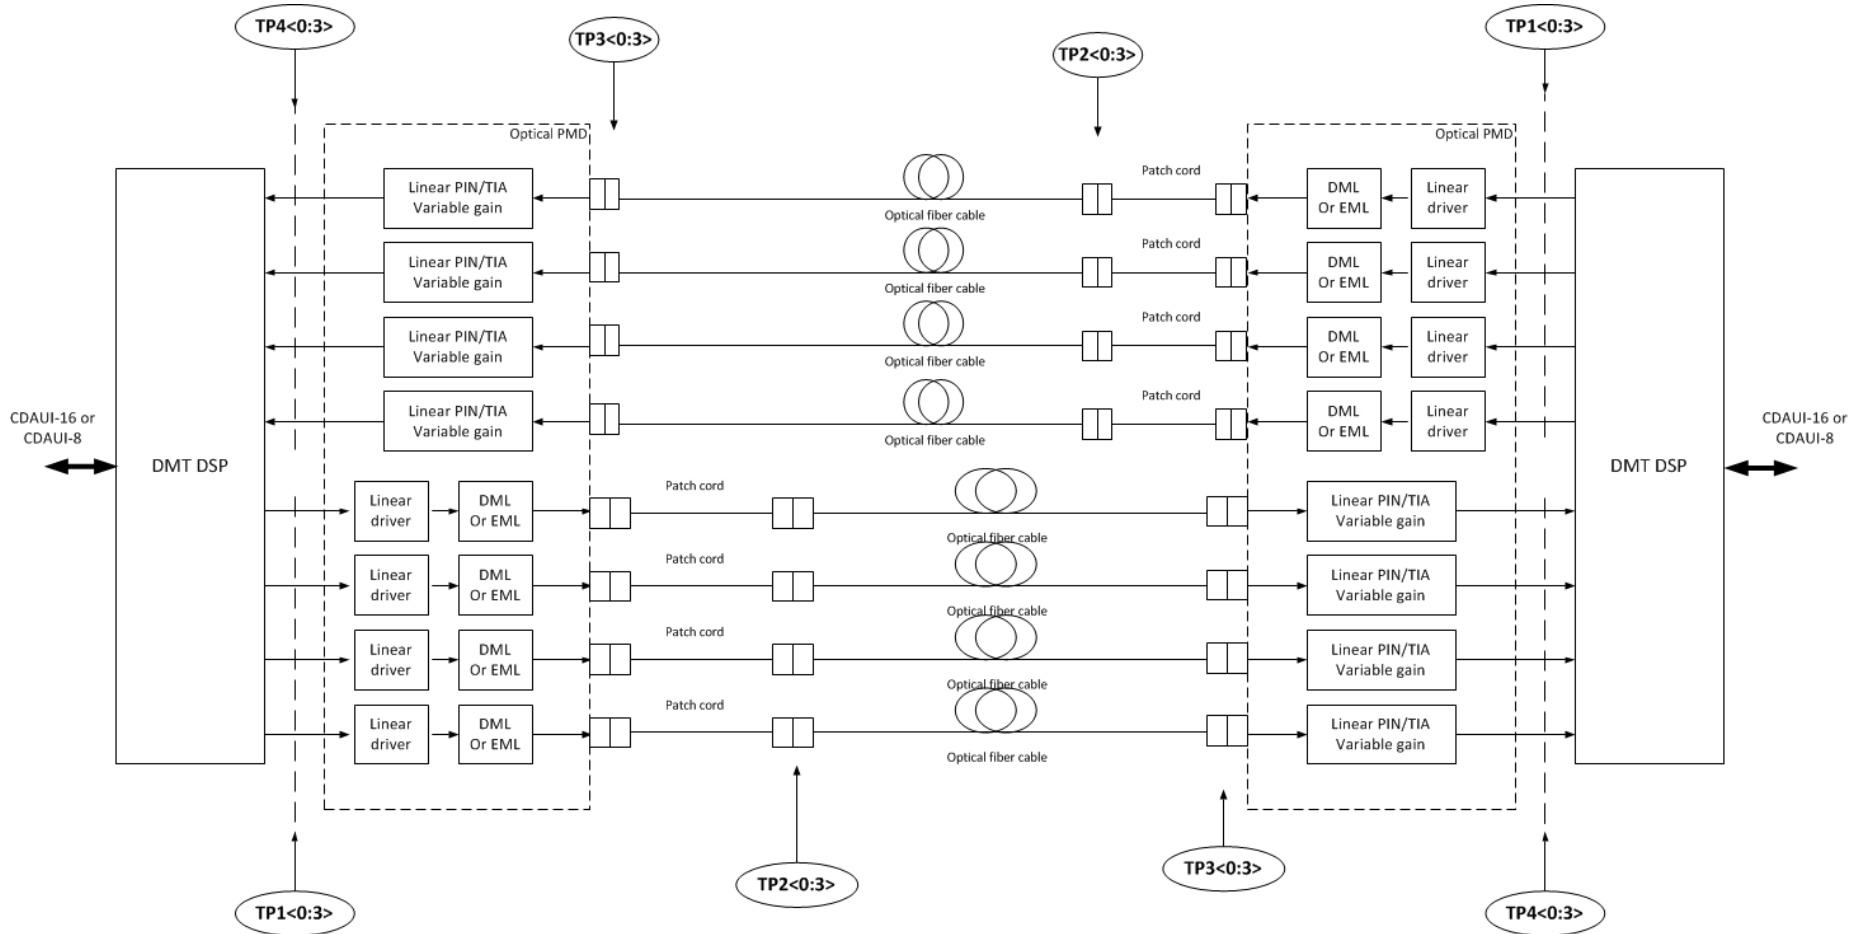 TP4<0:3>
TP3<0:3>
TP2<0:3>
TP1<0:3>
Optical PMD
Optical PMD
Linear PIN/TIA
Variable gain
Optical fiber cable
Patch cord
DML
Or EML
Linear
driver
Linear PIN/TIA
Variable gain
Optical fiber cable
Patch cord
DML
Or EML
Linear
driver
Linear PIN/TIA
Variable gain
Optical fiber cable
Patch cord
DML
Or EML
Linear
driver
Linear PIN/TIA
Variable gain
Optical fiber cable
Patch cord
DML
Or EML
Linear
driver
CDAUI-16 or
CDAUI-8
DMT DSP
DMT DSP
CDAUI-16 or
CDAUI-8
Linear
driver
DML
Or EML
Patch cord
Optical fiber cable
Linear PIN/TIA
Variable gain
Linear
driver
DML
Or EML
Patch cord
Optical fiber cable
Linear PIN/TIA
Variable gain
Linear
driver
DML
Or EML
Patch cord
Optical fiber cable
Linear PIN/TIA
Variable gain
Linear
driver
DML
Or EML
Patch cord
Optical fiber cable
Linear PIN/TIA
Variable gain
TP1<0:3>
TP2<0:3>
TP3<0:3>
TP4<0:3>